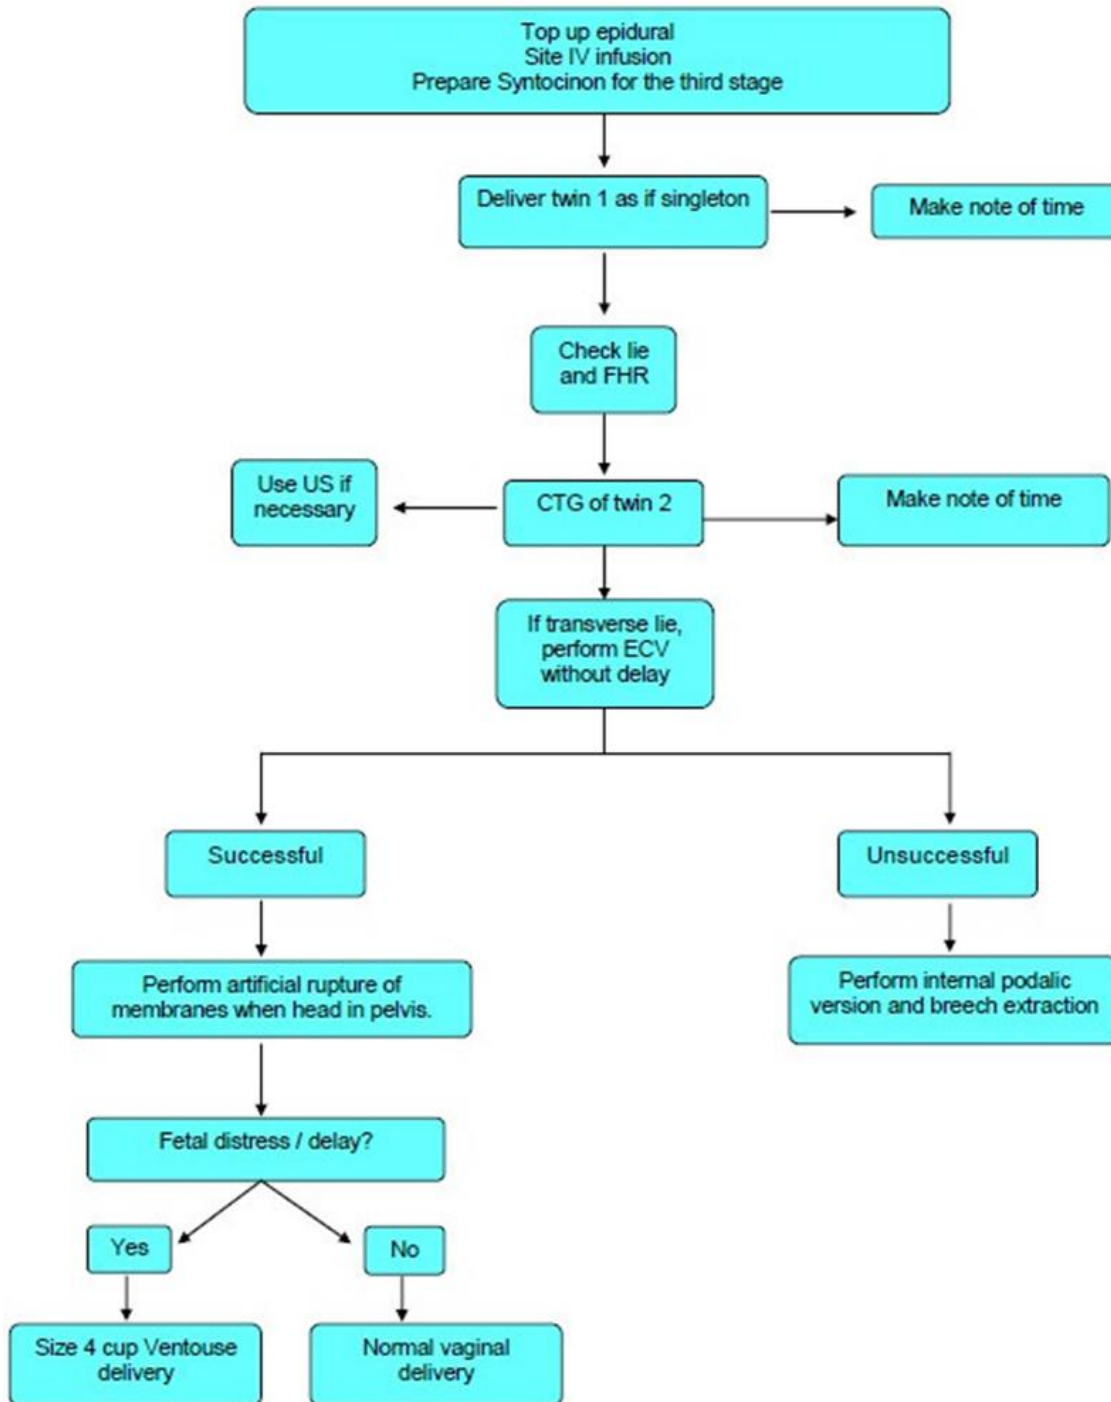 Top up epidural
Site IV infusion
Prepare Syntocinon for the third stage
Deliver twin 1 as if singleton
Make note of time
Check lie
and FHR
Use US if
necessary
CTG of twin 2
Make note of time
If transverse lie,
perform ECV
without delay
Successful
Unsuccessful
Perform artificial rupture of
membranes when head in pelvis.
Perform internal podalic
version and breech extraction
Fetal distress / delay?
Yes
No
Size 4 cup Ventouse
delivery
Normal vaginal
delivery